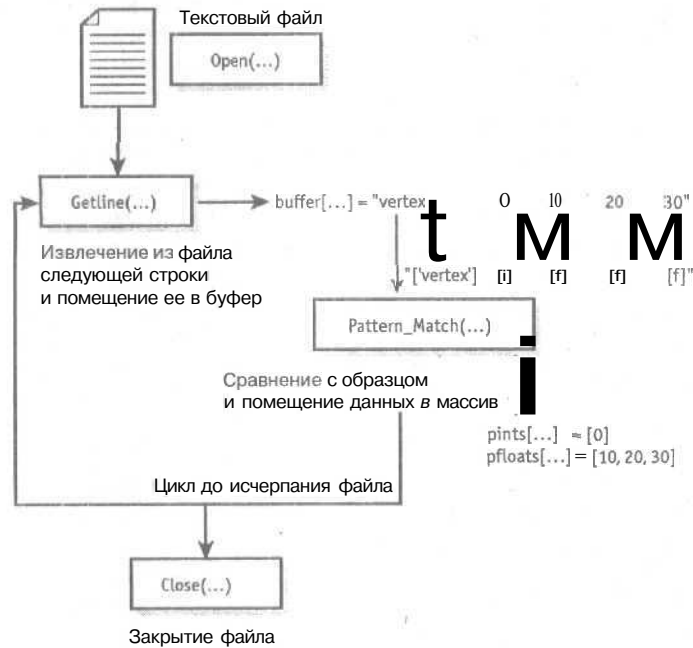 Текстовый файл
Open(...)
Getline(...)
buffer[...] = "vertex 0 10 20 30"
t М М
Извлечение из файла
следующей строки
и помещение ее в буфер
"['vertex'] [i] [f] [f] [f]"
Pattern_Match(...)
i
Сравнение с образцом
и помещение данных в массив
pints[...] = [0]
pfloats[...] = [10, 20, 30]
Цикл до исчерпания файла
Close(...)
Закрытие файла